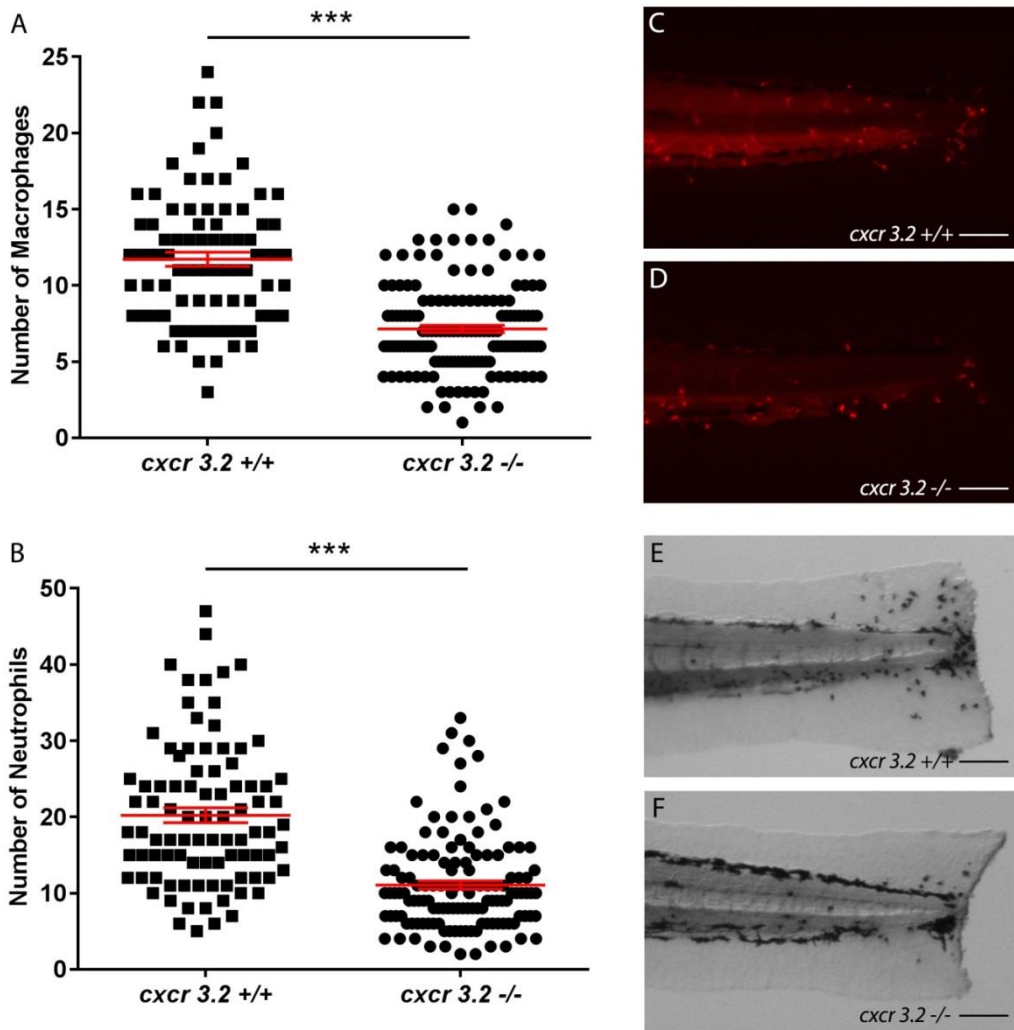 A
***
25
20
15
10
5
0
Number of Macrophages
cxcr 3.2 +/+
cxcr 3.2 -/-
B
***
50
40
30
20
10
0
Number of Neutrophils
cxcr 3.2 +/+
cxcr 3.2 -/-
C
cxcr 3.2 +/+
D
cxcr 3.2 -/-
E
cxcr 3.2 +/+
F
cxcr 3.2 -/-